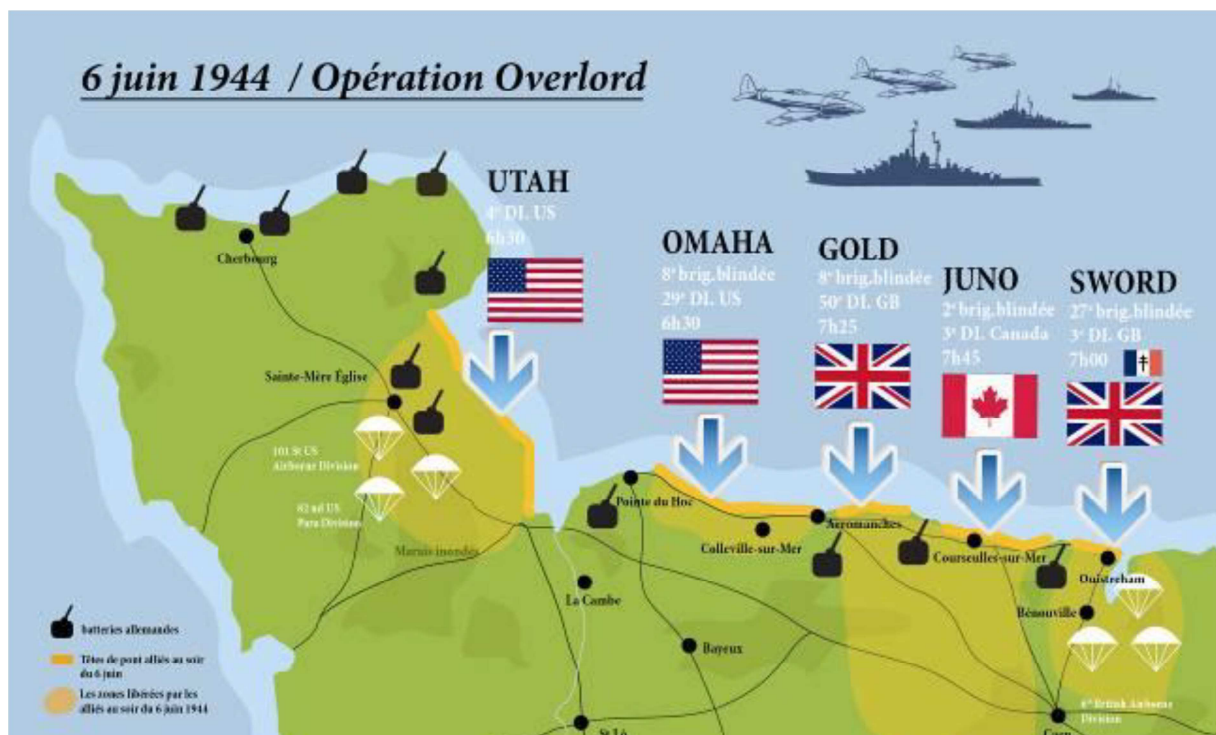 6 juin 1944 / Opération Overlord
UTAH
4e DI. US
6h30
OMAHA
8e brig.blindée
29e DI. US
6h30
GOLD
8e brig.blindée
50e DI. GB
7h25
JUNO
2e brig.blindée
3e DI. Canada
7h45
SWORD
27e brig.blindée
3e DI. GB
7h00
Cherbourg
Sainte-Mère Église
101 St US
Airborne Division
82 nd US
Para Division
Marais inondés
Pointe du Hoc
Colleville-sur-Mer
Arromanches
Courseulles-sur-Mer
Ouistreham
La Cambe
Bénouville
Bayeux
6th British Airborne
Division
St Lô
Caen
batteries allemandes
Têtes de pont alliés au soir
du 6 juin
Les zones libérées par les
alliés au soir du 6 juin 1944